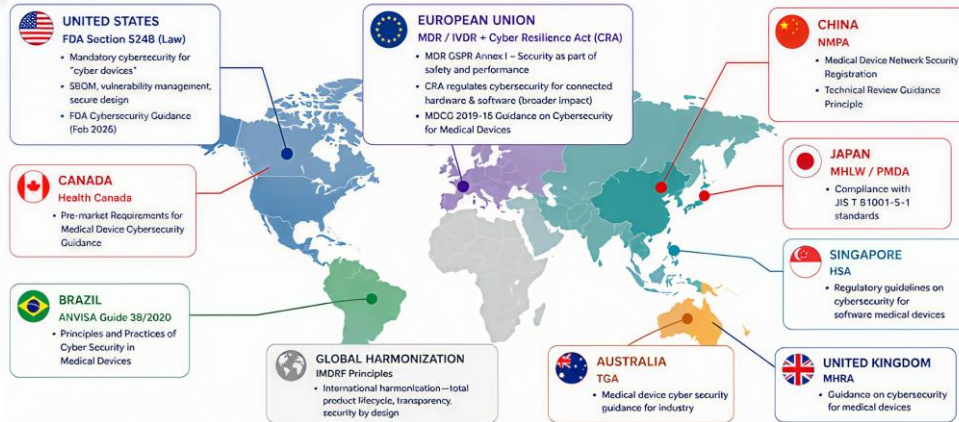 UNITED STATES
FDA Section 524B (Law)
• Mandatory cybersecurity for
"cyber devices"
• SBOM, vulnerability management,
secure design
• FDA Cybersecurity Guidance
(Feb 2026)
EUROPEAN UNION
MDR / IVDR + Cyber Resilience Act (CRA)
• MDR GSPR Annex I – Security as part of
safety and performance
• CRA regulates cybersecurity for connected
hardware & software (broader impact)
• MDCG 2019-16 Guidance on Cybersecurity
for Medical Devices
CHINA
NMPA
• Medical Device Network Security
Registration
• Technical Review Guidance
Principle
CANADA
Health Canada
• Pre-market Requirements for
Medical Device Cybersecurity
Guidance
JAPAN
MHLW / PMDA
• Compliance with
JIS T 81001-5-1
standards
SINGAPORE
HSA
• Regulatory guidelines on
cybersecurity for
software medical devices
BRAZIL
ANVISA Guide 38/2020
• Principles and Practices of
Cyber Security in
Medical Devices
GLOBAL HARMONIZATION
IMDRF Principles
• International harmonization—total
product lifecycle, transparency,
security by design
AUSTRALIA
TGA
• Medical device cyber security
guidance for industry
UNITED KINGDOM
MHRA
• Guidance on cybersecurity
for medical devices